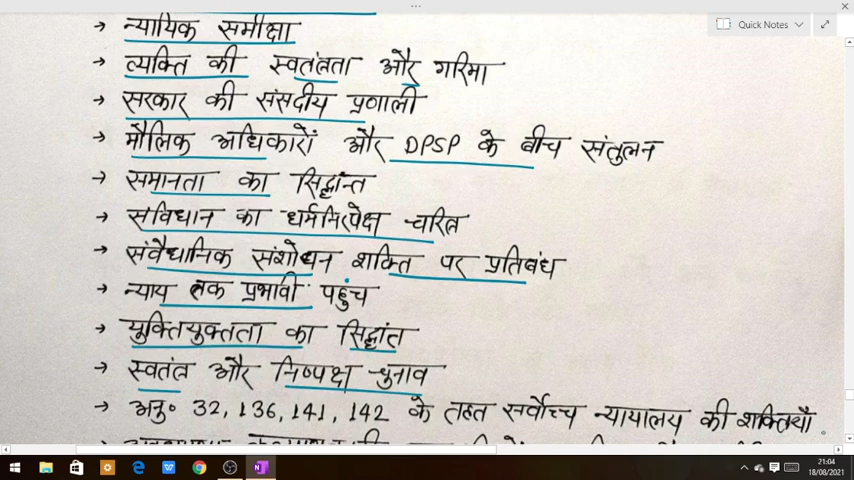 Quick Notes
→ न्यायिक समीक्षा
→ व्यक्ति की स्वतंत्रता और गरिमा
→ सरकार की संसदीय प्रणाली
→ मौलिक अधिकारों और DPSP के बीच संतुलन
→ समानता का सिद्धान्त
→ संविधान का धर्मनिरपेक्ष चरित्र
→ संवैधानिक संशोधन शक्ति पर प्रतिबंध
→ न्याय तक प्रभावी पहुंच
→ युक्तियुक्तता का सिद्धांत
→ स्वतंत्र और निष्पक्ष चुनाव
→ अनु० 32, 136, 141, 142 के तहत सर्वोच्च न्यायालय की शक्तियाँ।
21:04
18/08/2021